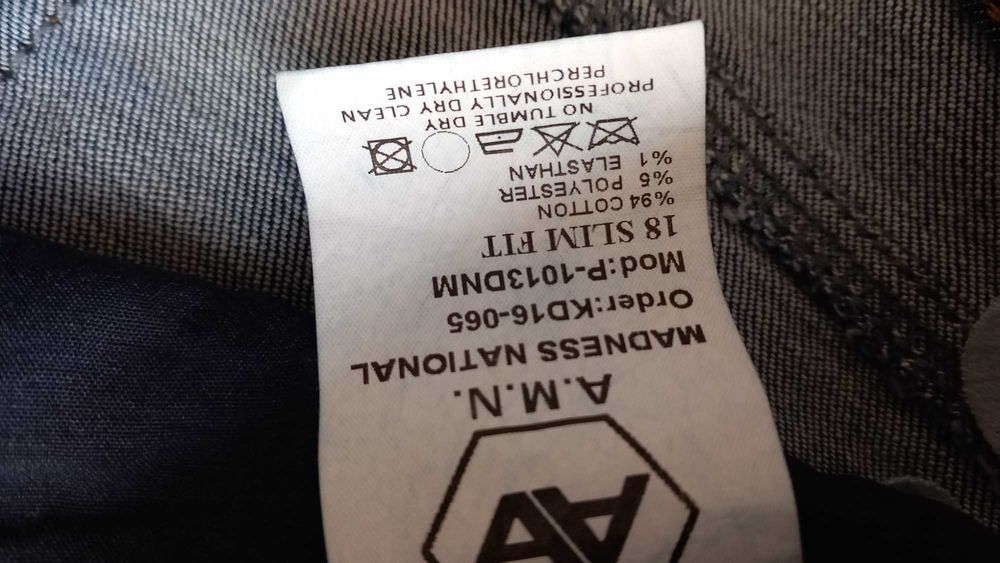 A.M.N.
MADNESS NATIONAL
Order:KD16-065
Mod:P-1013DNM
18 SLIM FIT
%94 COTTON
%5 POLYESTER
%1 ELASTHAN
NO TUMBLE DRY
PROFESSIONALLY DRY CLEAN
PERCHLORETHYLENE